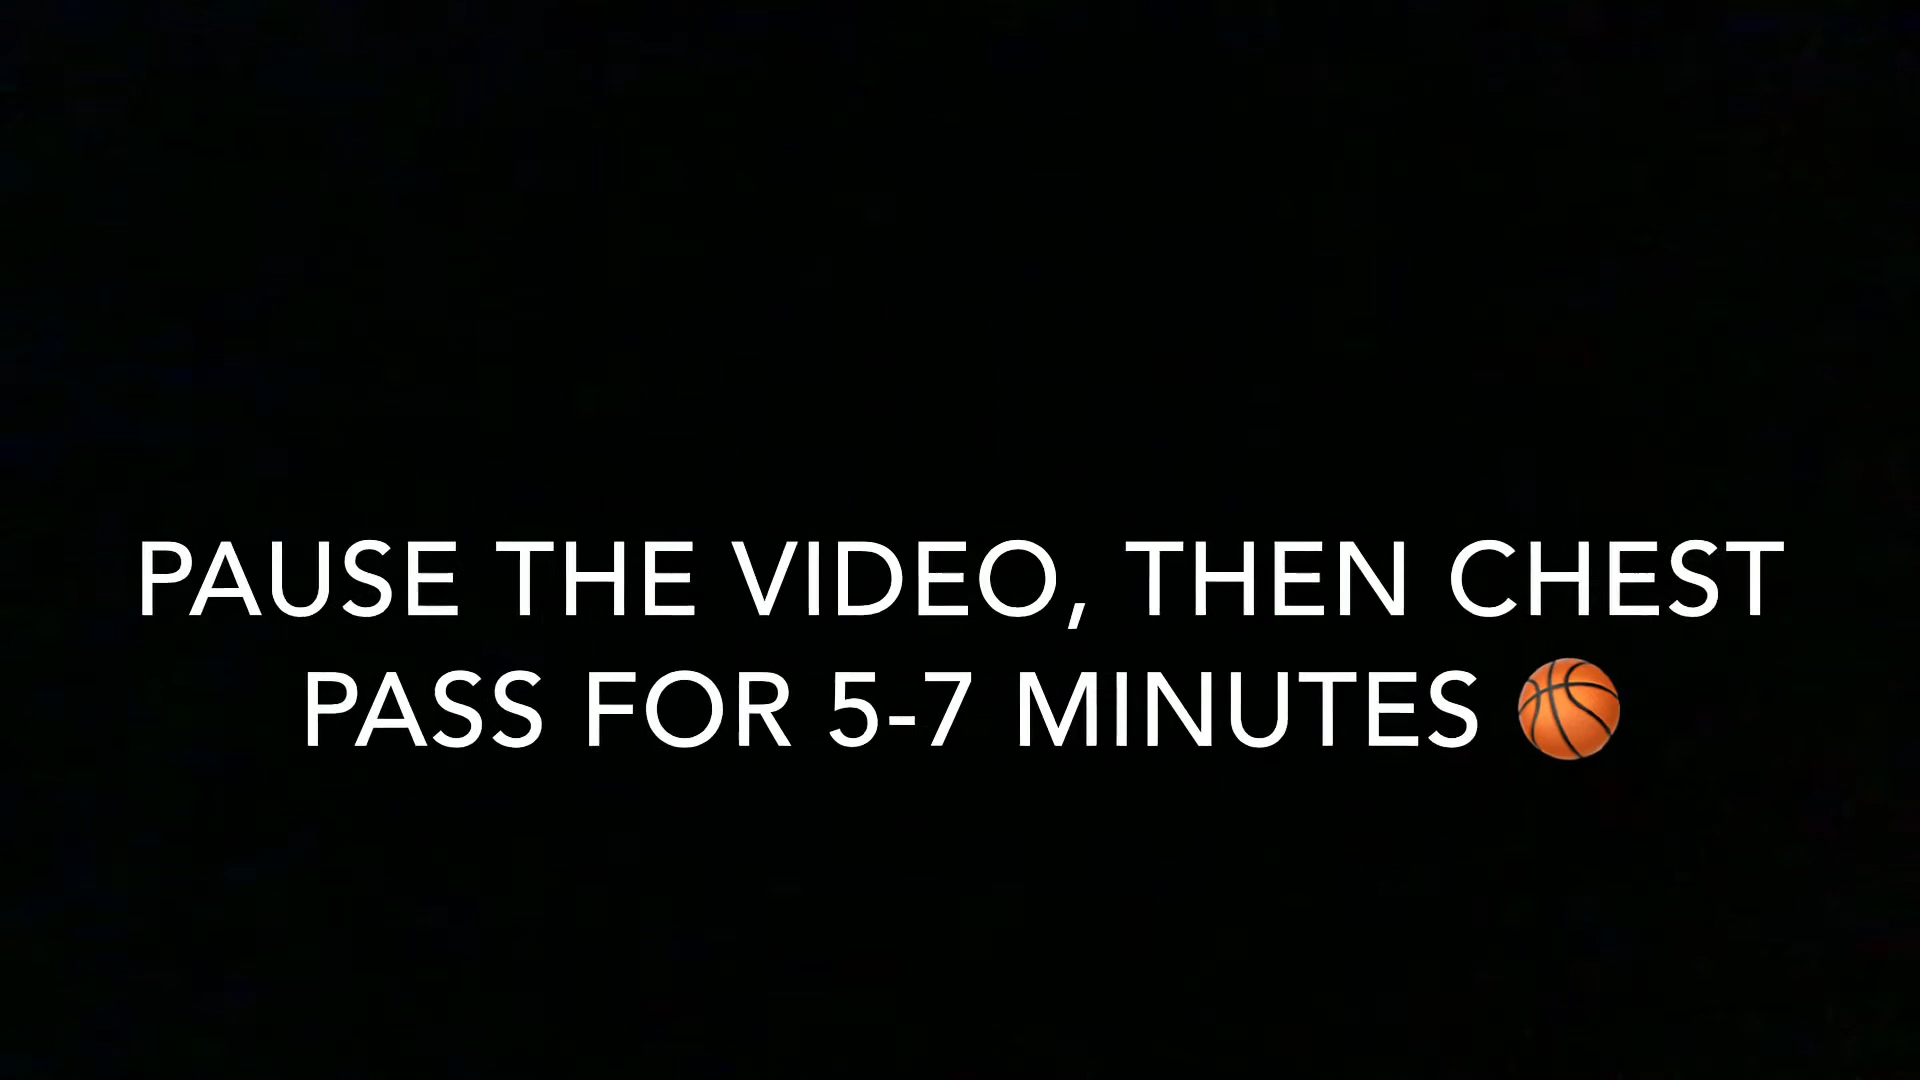 PAUSE THE VIDEO, THEN CHEST
PASS FOR 5-7 MINUTES 🏀